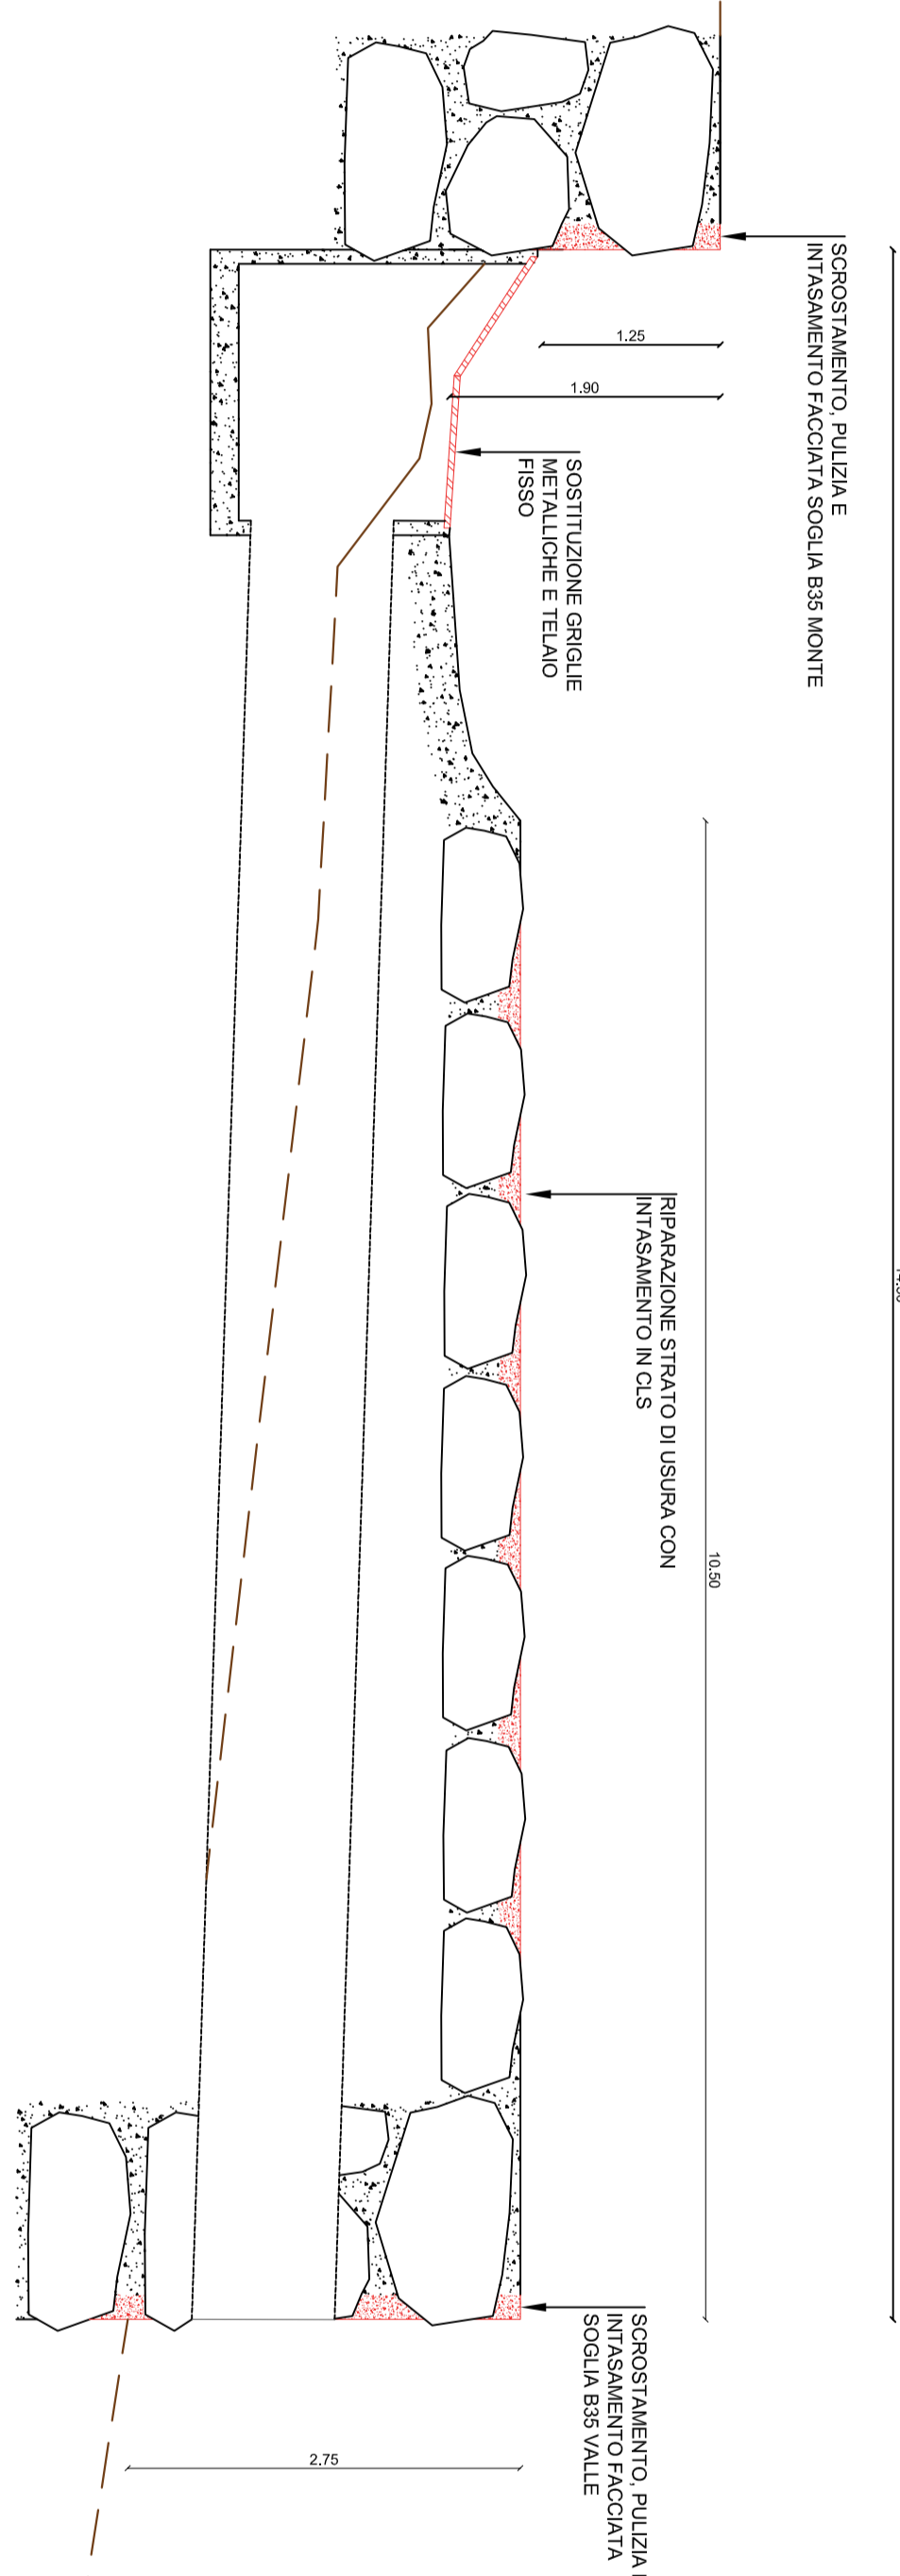 SCROSTAMENTO, PULIZIA E
INTASAMENTO FACCIATA SOGLIA B35 MONTE
1.25
1.90
SOSTITUZIONE GRIGLIE
METALLICHE E TELAIO
FISSO
RIPARAZIONE STRATO DI USURA CON
INTASAMENTO IN CLS
10.50
SCROSTAMENTO, PULIZIA
INTASAMENTO FACCIATA
SOGLIA B35 VALLE
2.75